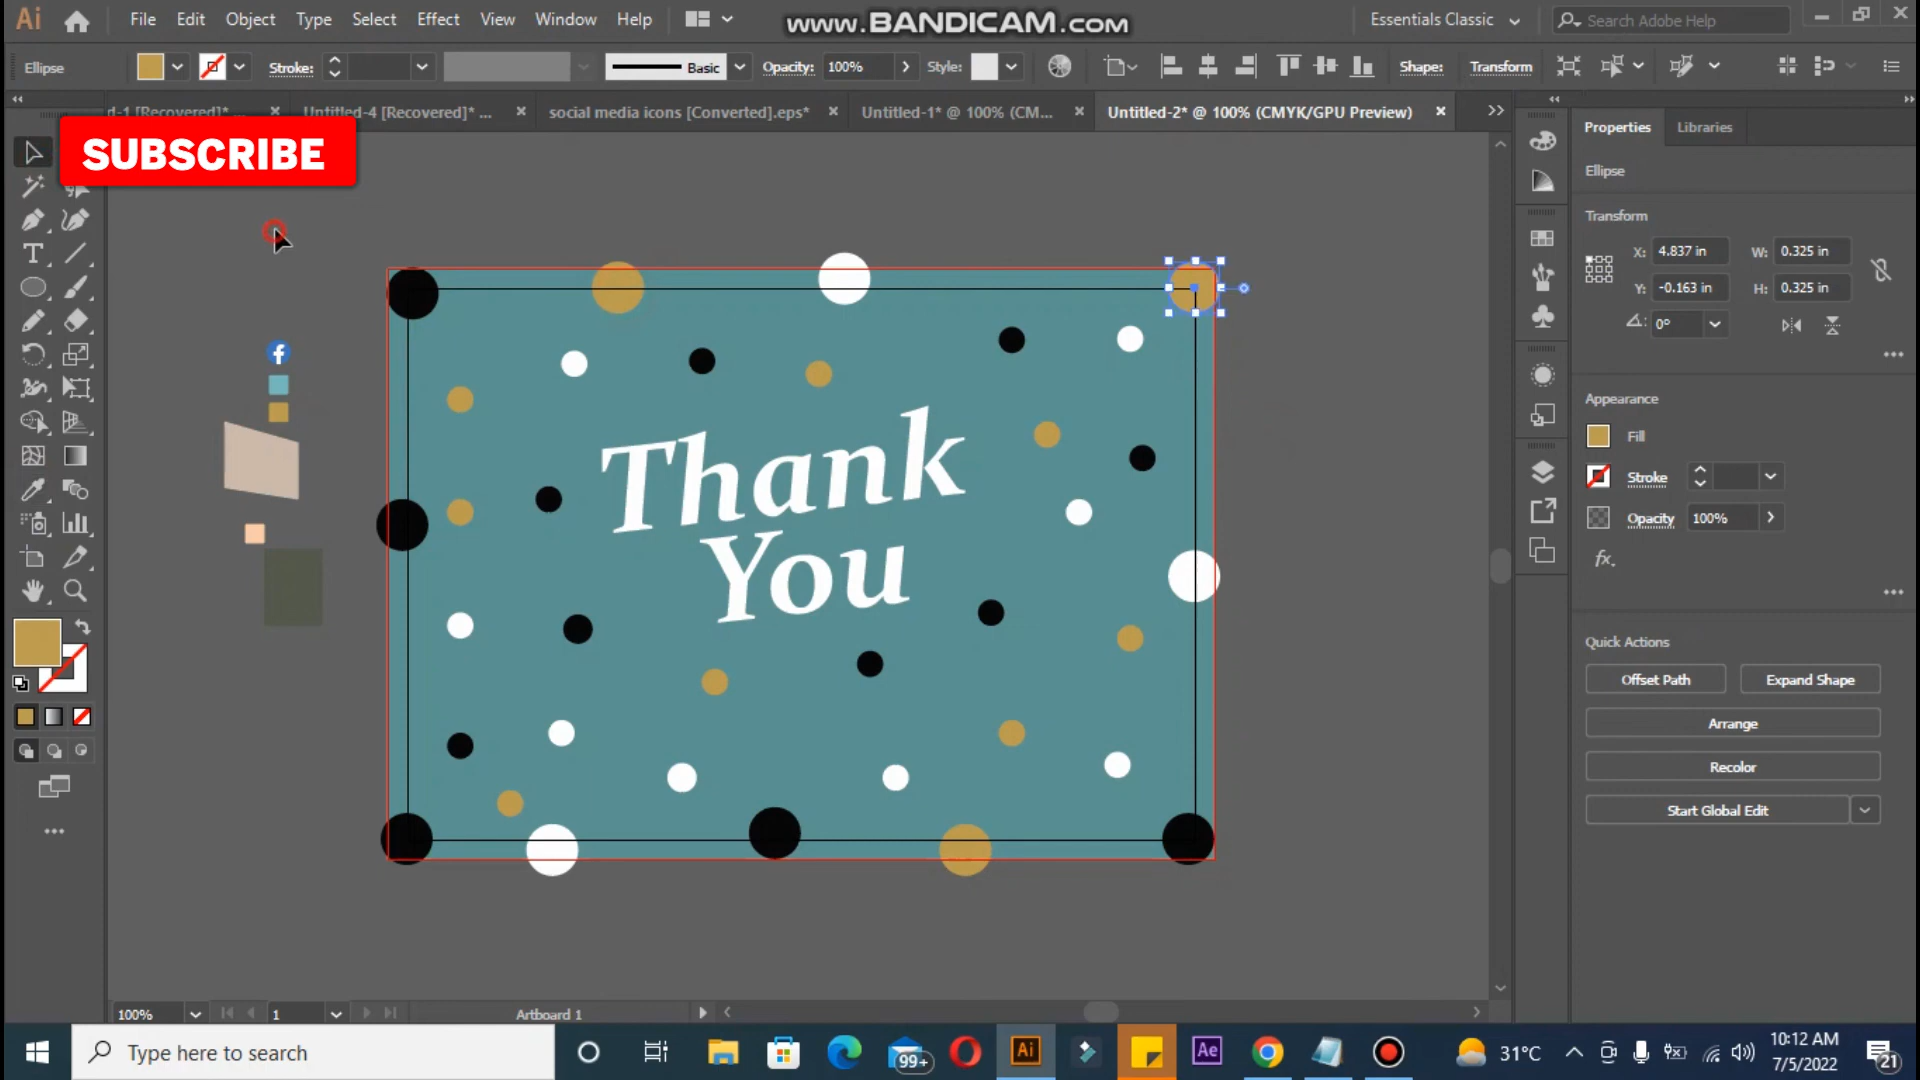 Ai File Edit Object Type Select Effect View Window Help www.BANDICAM.com Essentials Classic Search Adobe Help
Ellipse Stroke: Basic Opacity: 100% Style: Shape: Transform
d-1 [Recovered]* Untitled-4 [Recovered]* ... social media icons [Converted].eps* Untitled-1* @ 100% (CM... Untitled-2* @ 100% (CMYK/GPU Preview)
SUBSCRIBE
Properties Libraries
Ellipse
Transform
X: 4.837 in W: 0.325 in
Y: -0.163 in H: 0.325 in
0°
Appearance
Fill
Stroke
Opacity 100%
fx.
Quick Actions
Offset Path Expand Shape
Arrange
Recolor
Start Global Edit
f
Thank
You
T
100% 1 Artboard 1
Type here to search 99+ Ai Ae 31°C 10:12 AM
7/5/2022
21